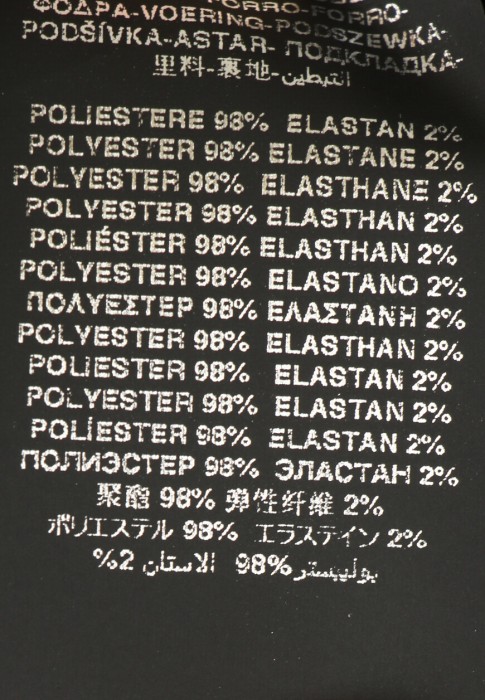 FORRO-FORRO-
ΦΟΔΡΑ-VOERING-PODSZEWKA-
PODŠÍVKA-ASTAR- ПОДКЛАДКА-
里料-裏地-التبطين
POLIESTERE 98% ELASTAN 2%
POLYESTER 98% ELASTANE 2%
POLYESTER 98% ELASTHANE 2%
POLYESTER 98% ELASTHAN 2%
POLIÉSTER 98% ELASTHAN 2%
POLYESTER 98% ELASTANO 2%
ΠΟΛΥΕΣΤΕΡ 98% ΕΛΑΣΤΑΝΗ 2%
POLYESTER 98% ELASTHAN 2%
POLIESTER 98% ELASTAN 2%
POLYESTER 98% ELASTAN 2%
POLÍESTER 98% ELASTAN 2%
ПОЛИЭСТЕР 98% ЭЛАСТАН 2%
聚酯 98% 弹性纤维 2%
ポリエステル 98% エラステイン 2%
بوليستر 98% الاستان 2%